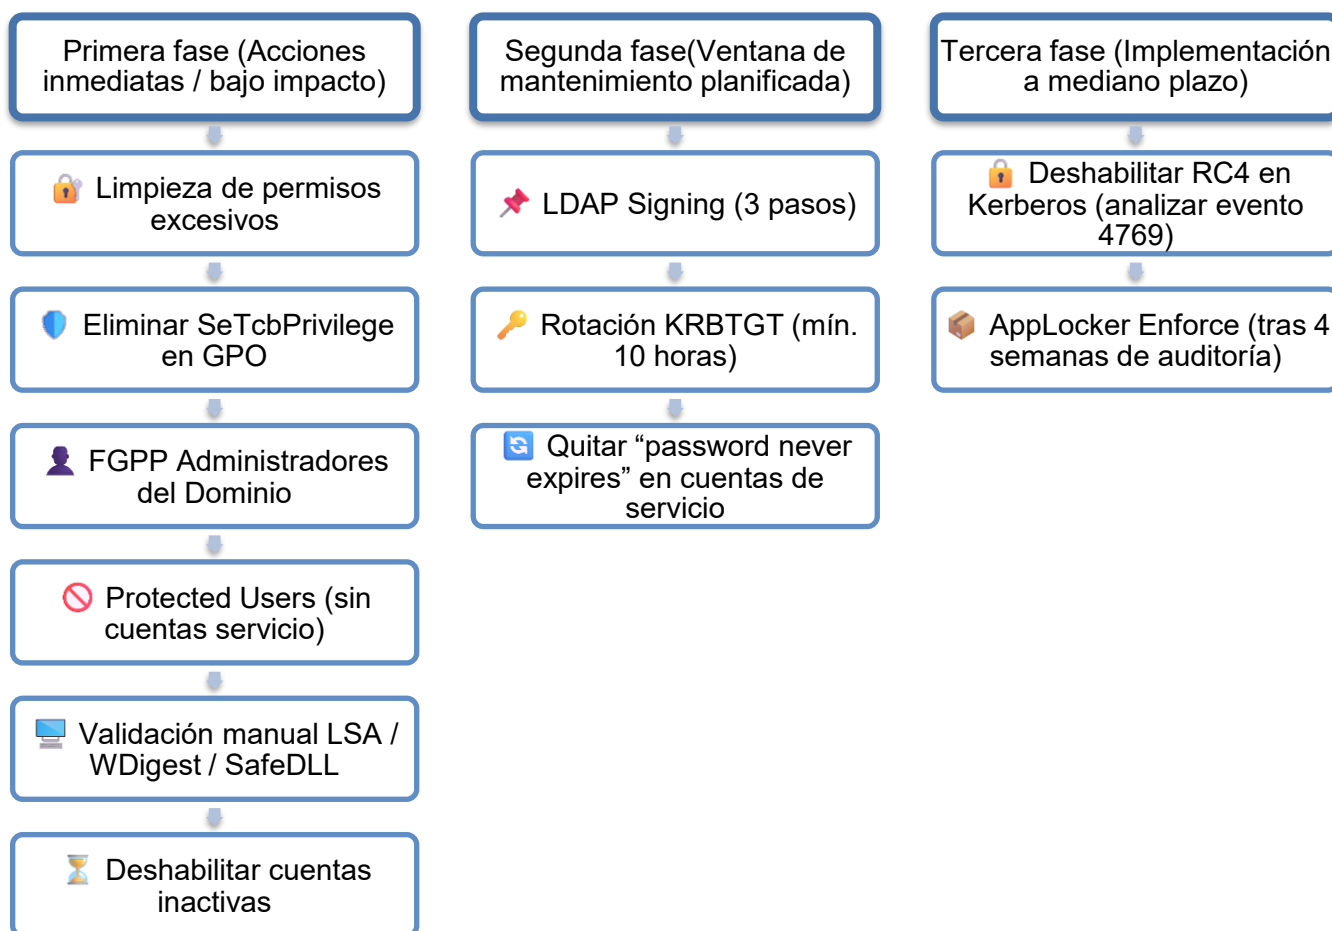 Primera fase (Acciones
inmediatas / bajo impacto)
Limpieza de permisos
excesivos
Eliminar SeTcbPrivilege
en GPO
FGPP Administradores
del Dominio
Protected Users (sin
cuentas servicio)
Validación manual LSA /
WDigest / SafeDLL
Deshabilitar cuentas
inactivas
Segunda fase(Ventana de
mantenimiento planificada)
LDAP Signing (3 pasos)
Rotación KRBTGT (mín.
10 horas)
Quitar “password never
expires” en cuentas de
servicio
Tercera fase (Implementación
a mediano plazo)
Deshabilitar RC4 en
Kerberos (analizar evento
4769)
AppLocker Enforce (tras 4
semanas de auditoría)